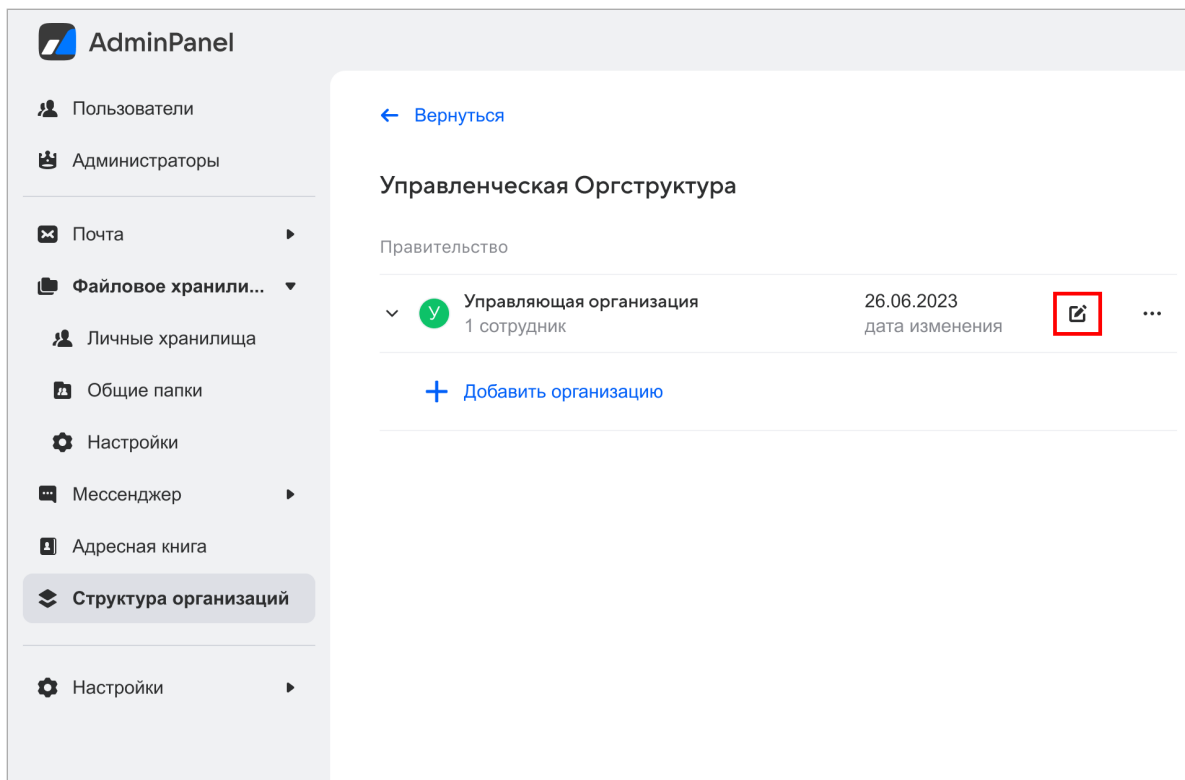 AdminPanel
Пользователи
Администраторы
Почта
Файловое хранили...
Личные хранилища
Общие папки
Настройки
Мессенджер
Адресная книга
Структура организаций
Настройки
Вернуться
Управленческая Оргструктура
Правительство
У
Управляющая организация
1 сотрудник
26.06.2023
дата изменения
Добавить организацию